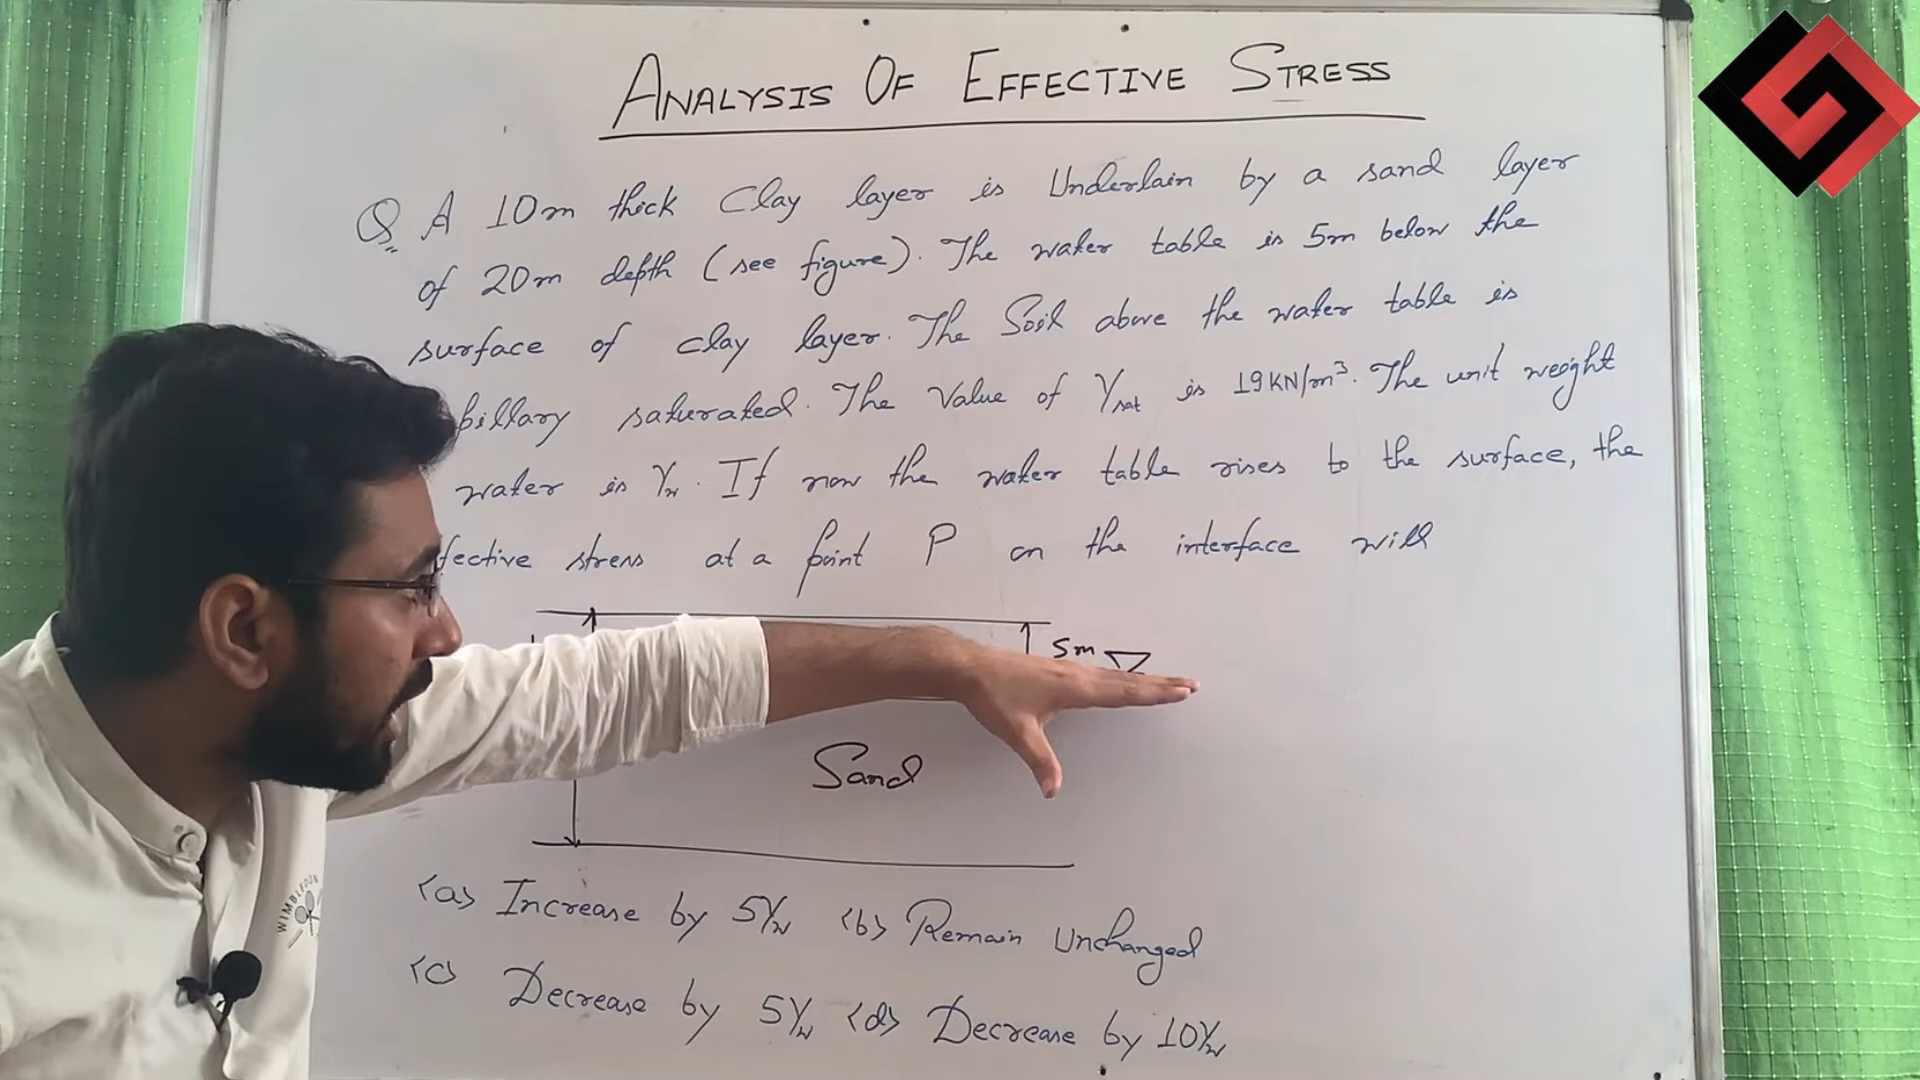 ANALYSIS OF EFFECTIVE STRESS
Q A 10m thick Clay layer is Underlain by a sand layer
of 20m depth (see figure). The water table is 5m below the
surface of clay layer. The Soil above the water table is
pillary saturated. The Value of γsat is 19KN/m³. The unit weight
water is γw. If now the water table rises to the surface, the
fective stress at a point P on the interface will
5m
Sand
(a) Increase by 5γw (b) Remain Unchanged
(c) Decrease by 5γw (d) Decrease by 10γw
WIMBLEDON